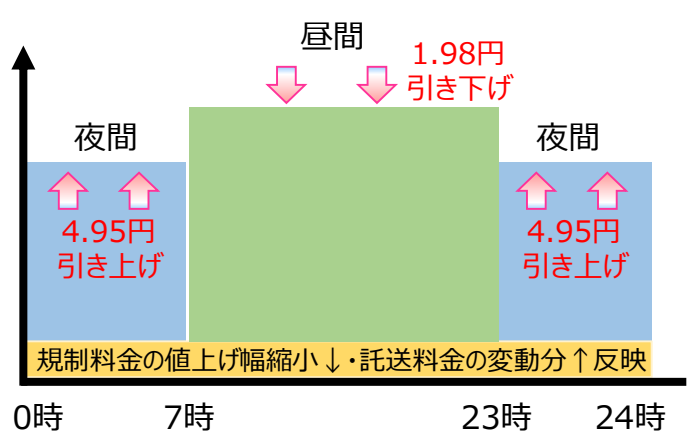 昼間
1.98円
引き下げ
夜間
夜間
4.95円
引き上げ
4.95円
引き上げ
規制料金の値上げ幅縮小↓・託送料金の変動分↑反映
0時 7時 23時 24時